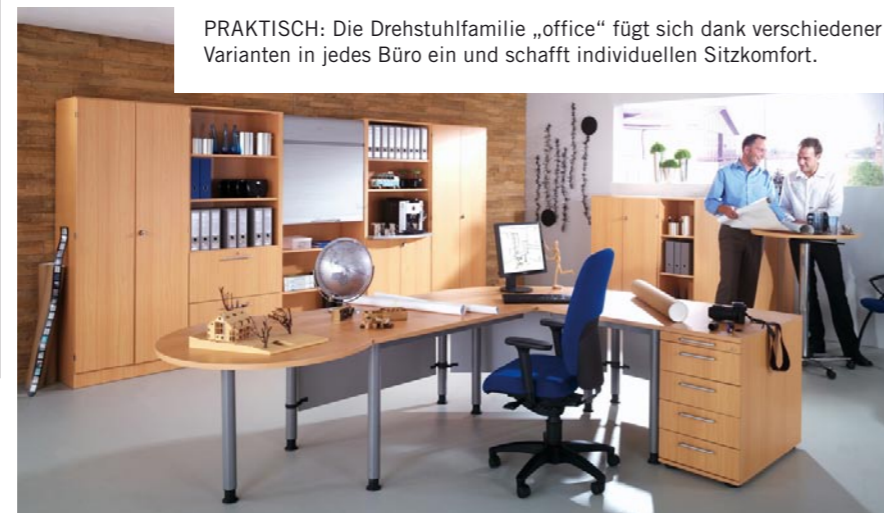 PRAKTISCH: Die Drehstuhlfamilie „office“ fügt sich dank verschiedener
Varianten in jedes Büro ein und schafft individuellen Sitzkomfort.